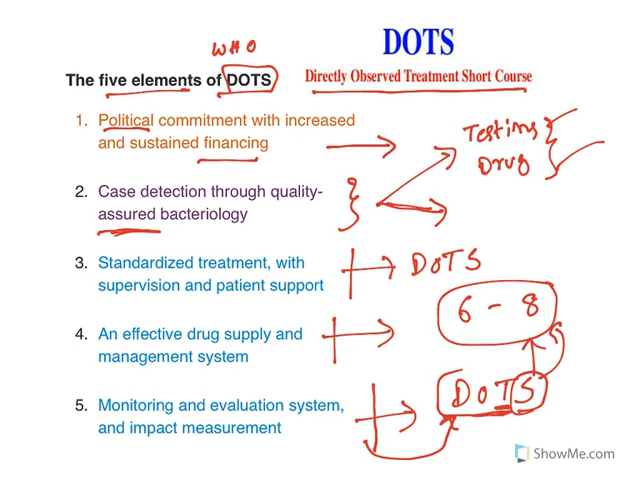 WHO
DOTS
The five elements of DOTS
Directly Observed Treatment Short Course
1. Political commitment with increased
and sustained financing
Testing
Drug
2. Case detection through quality-
assured bacteriology
3. Standardized treatment, with
supervision and patient support
DOTS
6 - 8
4. An effective drug supply and
management system
DOTS
5. Monitoring and evaluation system,
and impact measurement
ShowMe.com